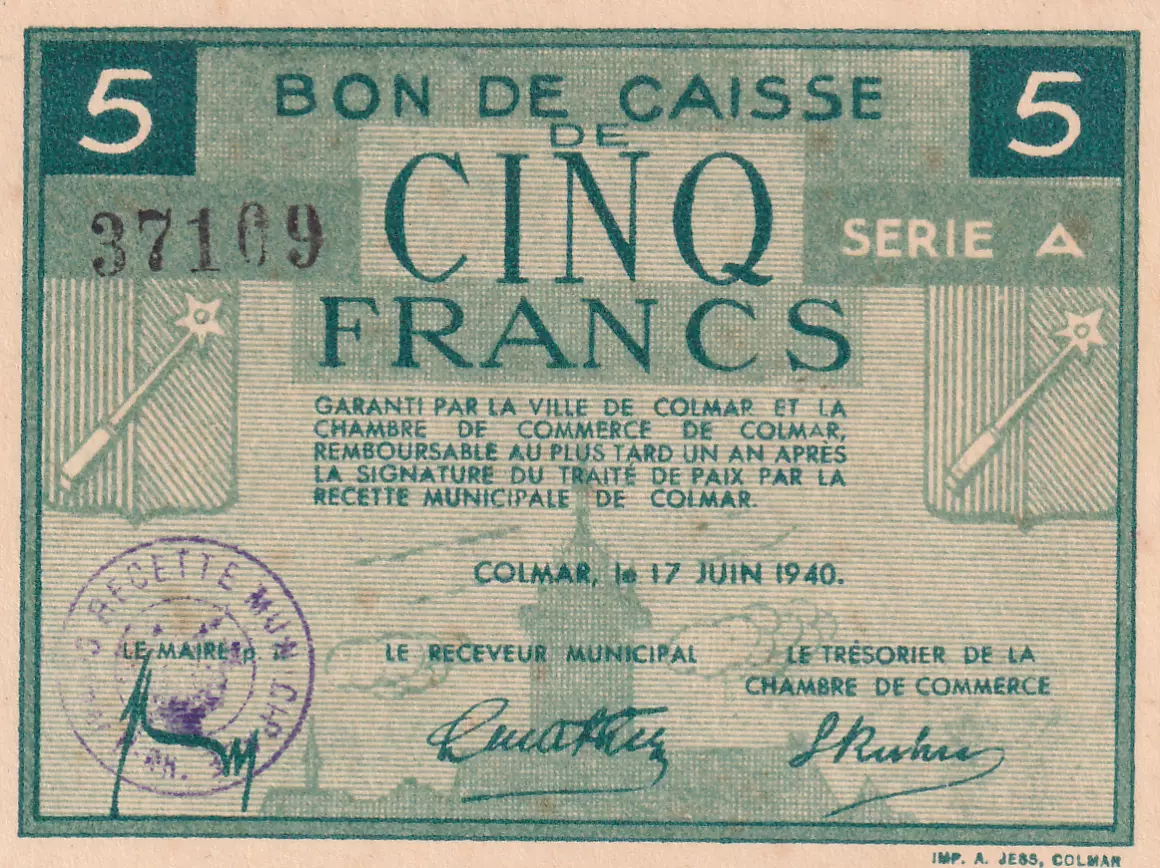 5 BON DE CAISSE 5
DE
CINQ
37109 SERIE A
FRANCS
GARANTI PAR LA VILLE DE COLMAR ET LA
CHAMBRE DE COMMERCE DE COLMAR,
REMBOURSABLE AU PLUS TARD UN AN APRÈS
LA SIGNATURE DU TRAITÉ DE PAIX PAR LA
RECETTE MUNICIPALE DE COLMAR.
COLMAR, le 17 JUIN 1940.
RECETTE MUNICIP
LE MAIRE LE RECEVEUR MUNICIPAL LE TRÉSORIER DE LA
CHAMBRE DE COMMERCE
IMP. A. JESS, COLMAR